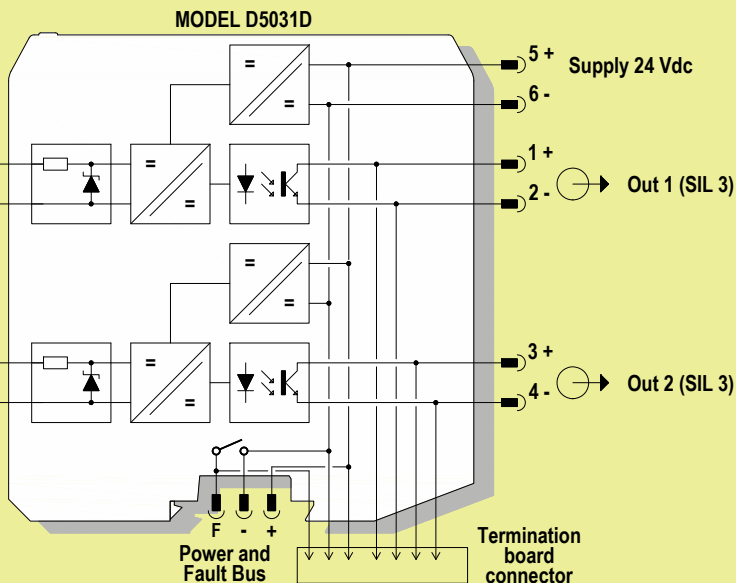 MODEL D5031D
5 +
Supply 24 Vdc
6 -
1 +
2 -
Out 1 (SIL 3)
3 +
4 -
Out 2 (SIL 3)
F - +
Power and
Fault Bus
Termination
board
connector